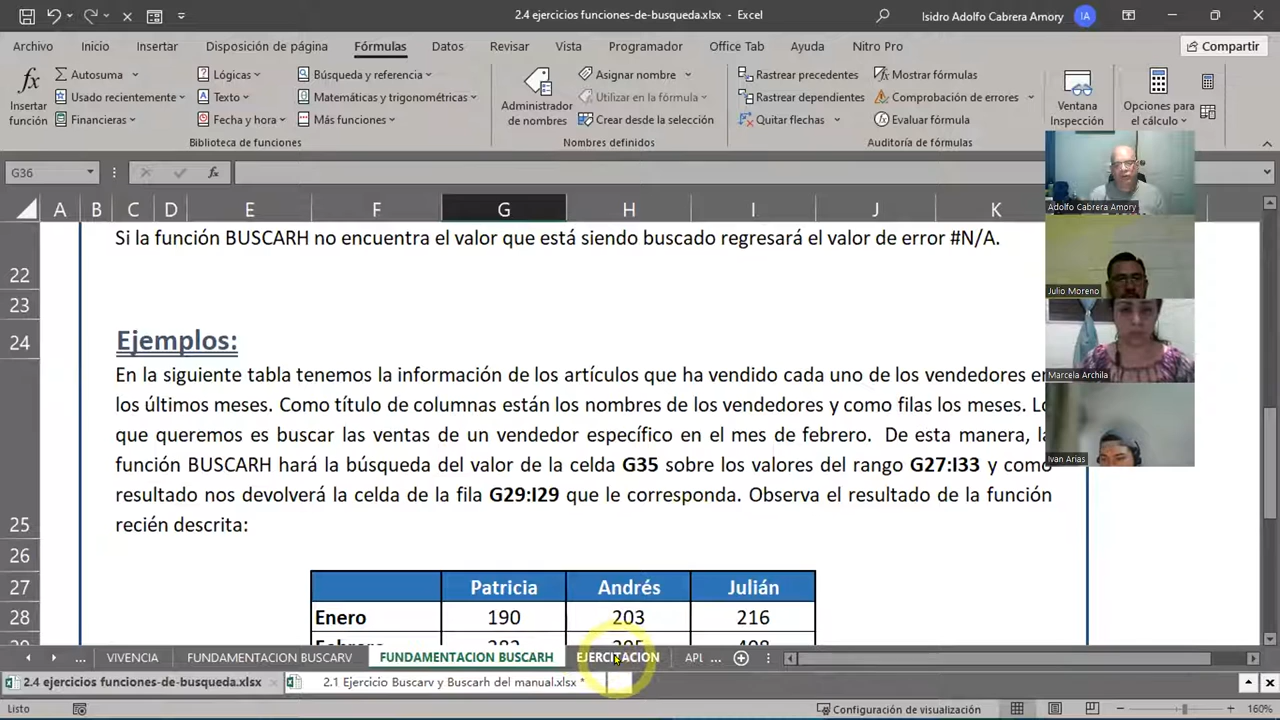 2.4 ejercicios funciones-de-busqueda.xlsx - Excel
Isidro Adolfo Cabrera Amory
IA
Archivo Inicio Insertar Disposición de página Fórmulas Datos Revisar Vista Programador Office Tab Ayuda Nitro Pro
Compartir
fx
Insertar
función
Autosuma
Usado recientemente
Financieras
Lógicas
Texto
Fecha y hora
Búsqueda y referencia
Matemáticas y trigonométricas
Más funciones
Biblioteca de funciones
Administrador
de nombres
Asignar nombre
Utilizar en la fórmula
Crear desde la selección
Nombres definidos
Rastrear precedentes
Rastrear dependientes
Quitar flechas
Mostrar fórmulas
Comprobación de errores
Evaluar fórmula
Auditoría de fórmulas
Ventana
Inspección
Opciones para
el cálculo
G36
fx
A B C D E F G H I J K
Adolfo Cabrera Amory
Julio Moreno
Marcela Archila
Ivan Arias
Si la función BUSCARH no encuentra el valor que está siendo buscado regresará el valor de error #N/A.
22
23
24 Ejemplos:
En la siguiente tabla tenemos la información de los artículos que ha vendido cada uno de los vendedores en
los últimos meses. Como título de columnas están los nombres de los vendedores y como filas los meses. Lo
que queremos es buscar las ventas de un vendedor específico en el mes de febrero. De esta manera, la
función BUSCARH hará la búsqueda del valor de la celda G35 sobre los valores del rango G27:I33 y como
resultado nos devolverá la celda de la fila G29:I29 que le corresponda. Observa el resultado de la función
25 recién descrita:
26
27 Patricia Andrés Julián
28 Enero 190 203 216
... VIVENCIA FUNDAMENTACION BUSCARV FUNDAMENTACION BUSCARH EJERCITACION APL ...
2.4 ejercicios funciones-de-busqueda.xlsx 2.1 Ejercicio Buscarv y Buscarh del manual.xlsx *
Listo
Configuración de visualización
160%